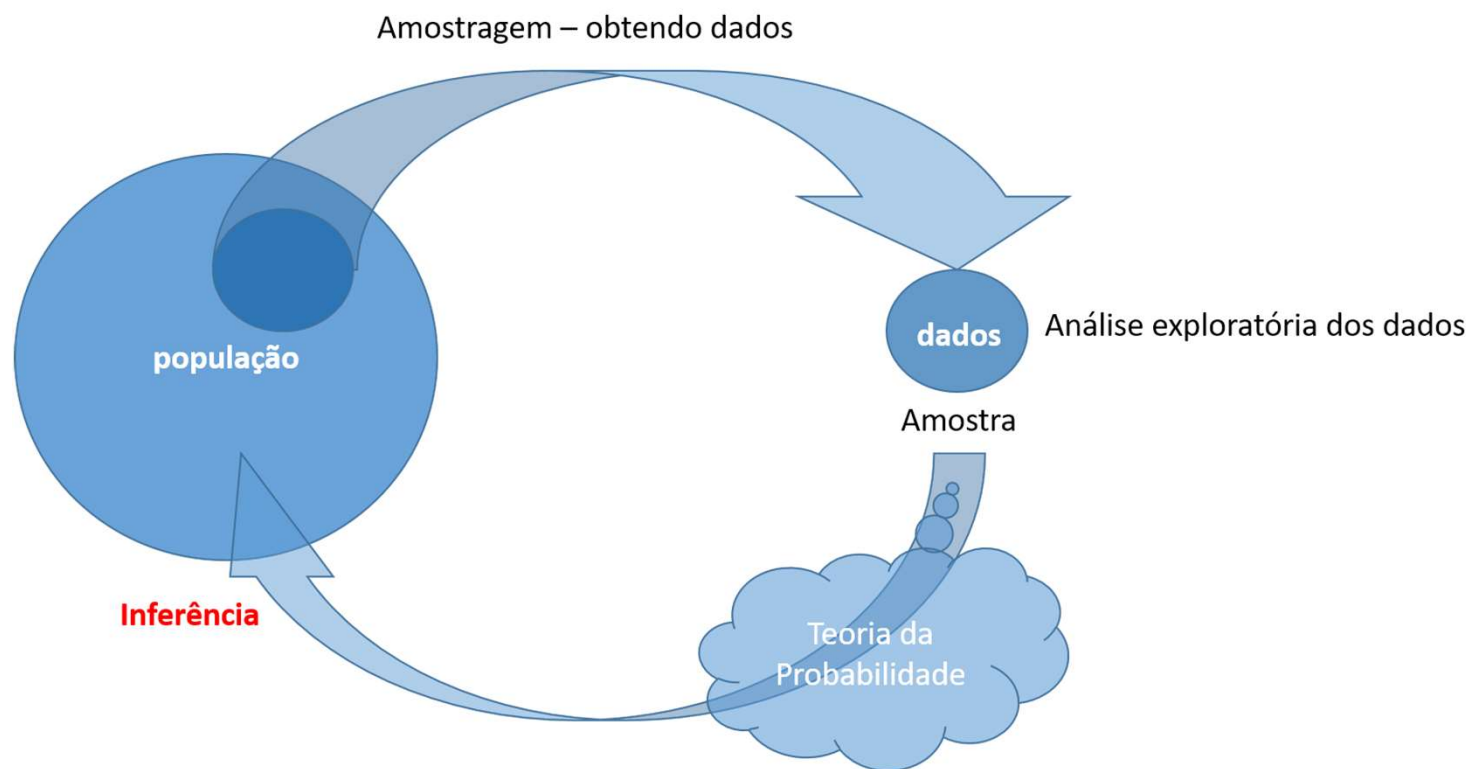 Amostragem – obtendo dados
população
dados
Análise exploratória dos dados
Amostra
Inferência
Teoria da
Probabilidade